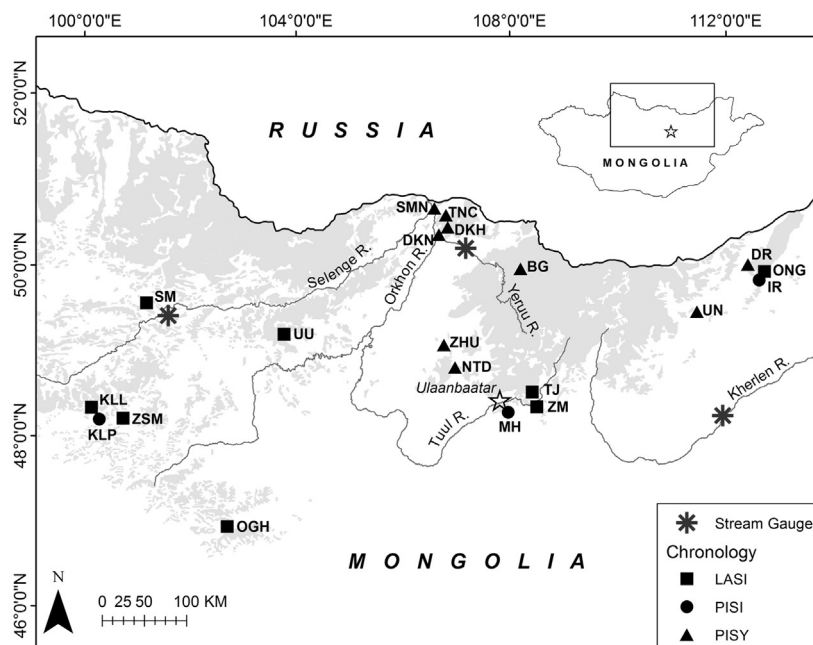 100°0'0"E
104°0'0"E
108°0'0"E
112°0'0"E
52°0'0"N
50°0'0"N
48°0'0"N
46°0'0"N
RUSSIA
MONGOLIA
SMN
TNC
DKH
DKN
Selenge R.
Orkhon R.
Yeruu R.
BG
DR
ONG
IR
UN
SM
UU
ZHU
NTD
Ulaanbaatar
TJ
ZM
MH
Tuul R.
Kherlen R.
KLL
ZSM
KLP
OGH
MONGOLIA
N
0 25 50 100 KM
Stream Gauge
Chronology
LASI
PISI
PISY